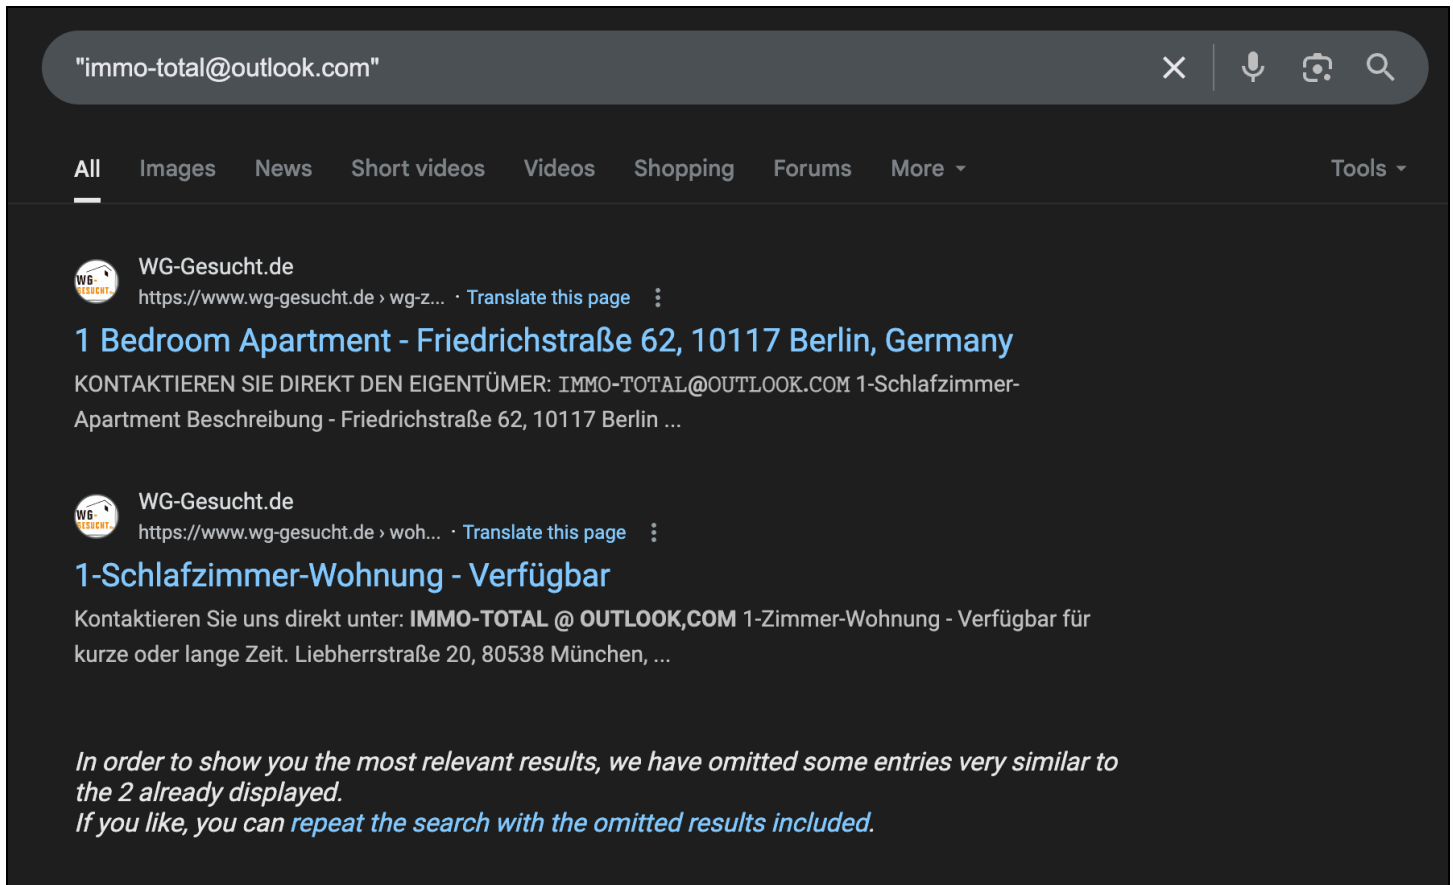 "immo-total@outlook.com"
All Images News Short videos Videos Shopping Forums More Tools
WG-GESUCHT.DE
WG-Gesucht.de
https://www.wg-gesucht.de › wg-z... · Translate this page
1 Bedroom Apartment - Friedrichstraße 62, 10117 Berlin, Germany
KONTAKTIEREN SIE DIREKT DEN EIGENTÜMER: 𝙸𝙼𝙼𝙾-𝚃𝙾𝚃𝙰𝙻@𝙾𝚄𝚃𝙻𝙾𝙾𝙺.𝙲𝙾𝙼 1-Schlafzimmer-
Apartment Beschreibung - Friedrichstraße 62, 10117 Berlin ...
WG-GESUCHT.DE
WG-Gesucht.de
https://www.wg-gesucht.de › woh... · Translate this page
1-Schlafzimmer-Wohnung - Verfügbar
Kontaktieren Sie uns direkt unter: IMMO-TOTAL @ OUTLOOK,COM 1-Zimmer-Wohnung - Verfügbar für
kurze oder lange Zeit. Liebherrstraße 20, 80538 München, ...
In order to show you the most relevant results, we have omitted some entries very similar to
the 2 already displayed.
If you like, you can repeat the search with the omitted results included.